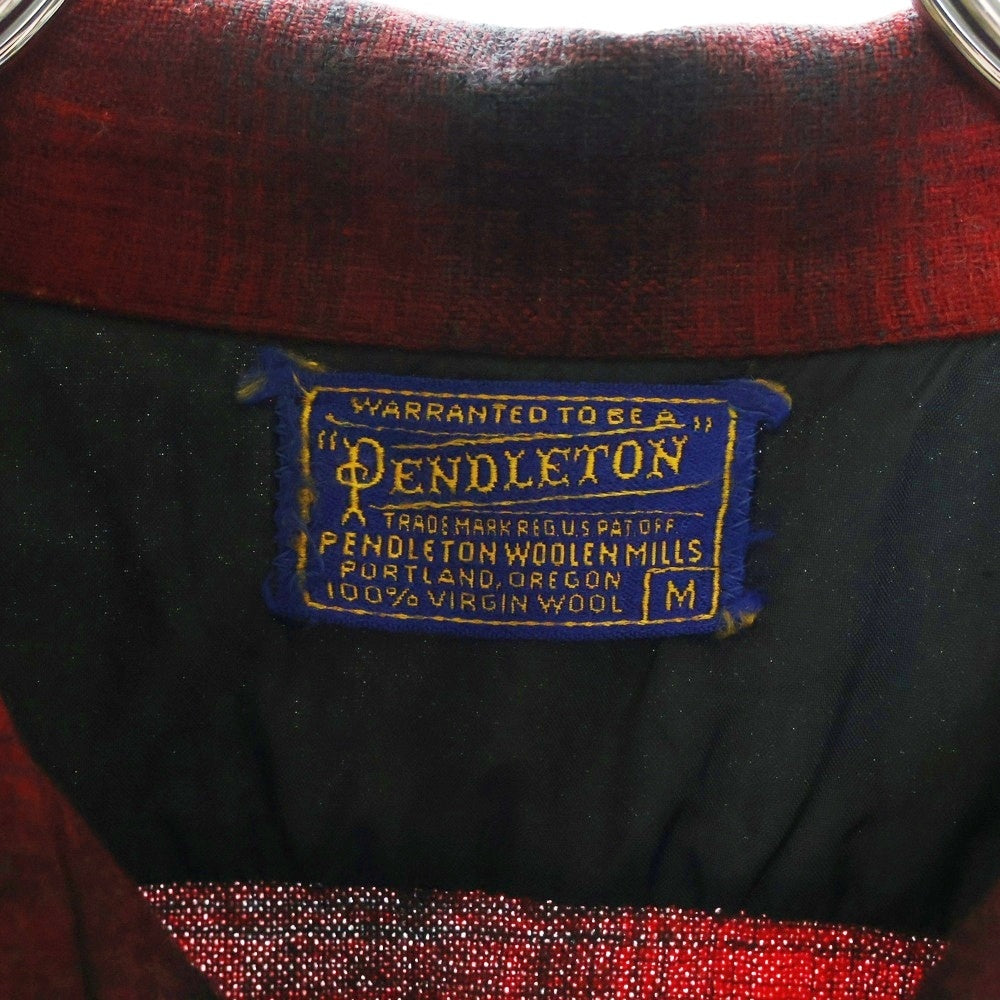 WARRANTED TO BE A
"PENDLETON"
TRADE MARK REG. U.S. PAT. OFF.
PENDLETON WOOLEN MILLS
PORTLAND, OREGON
100% VIRGIN WOOL
M